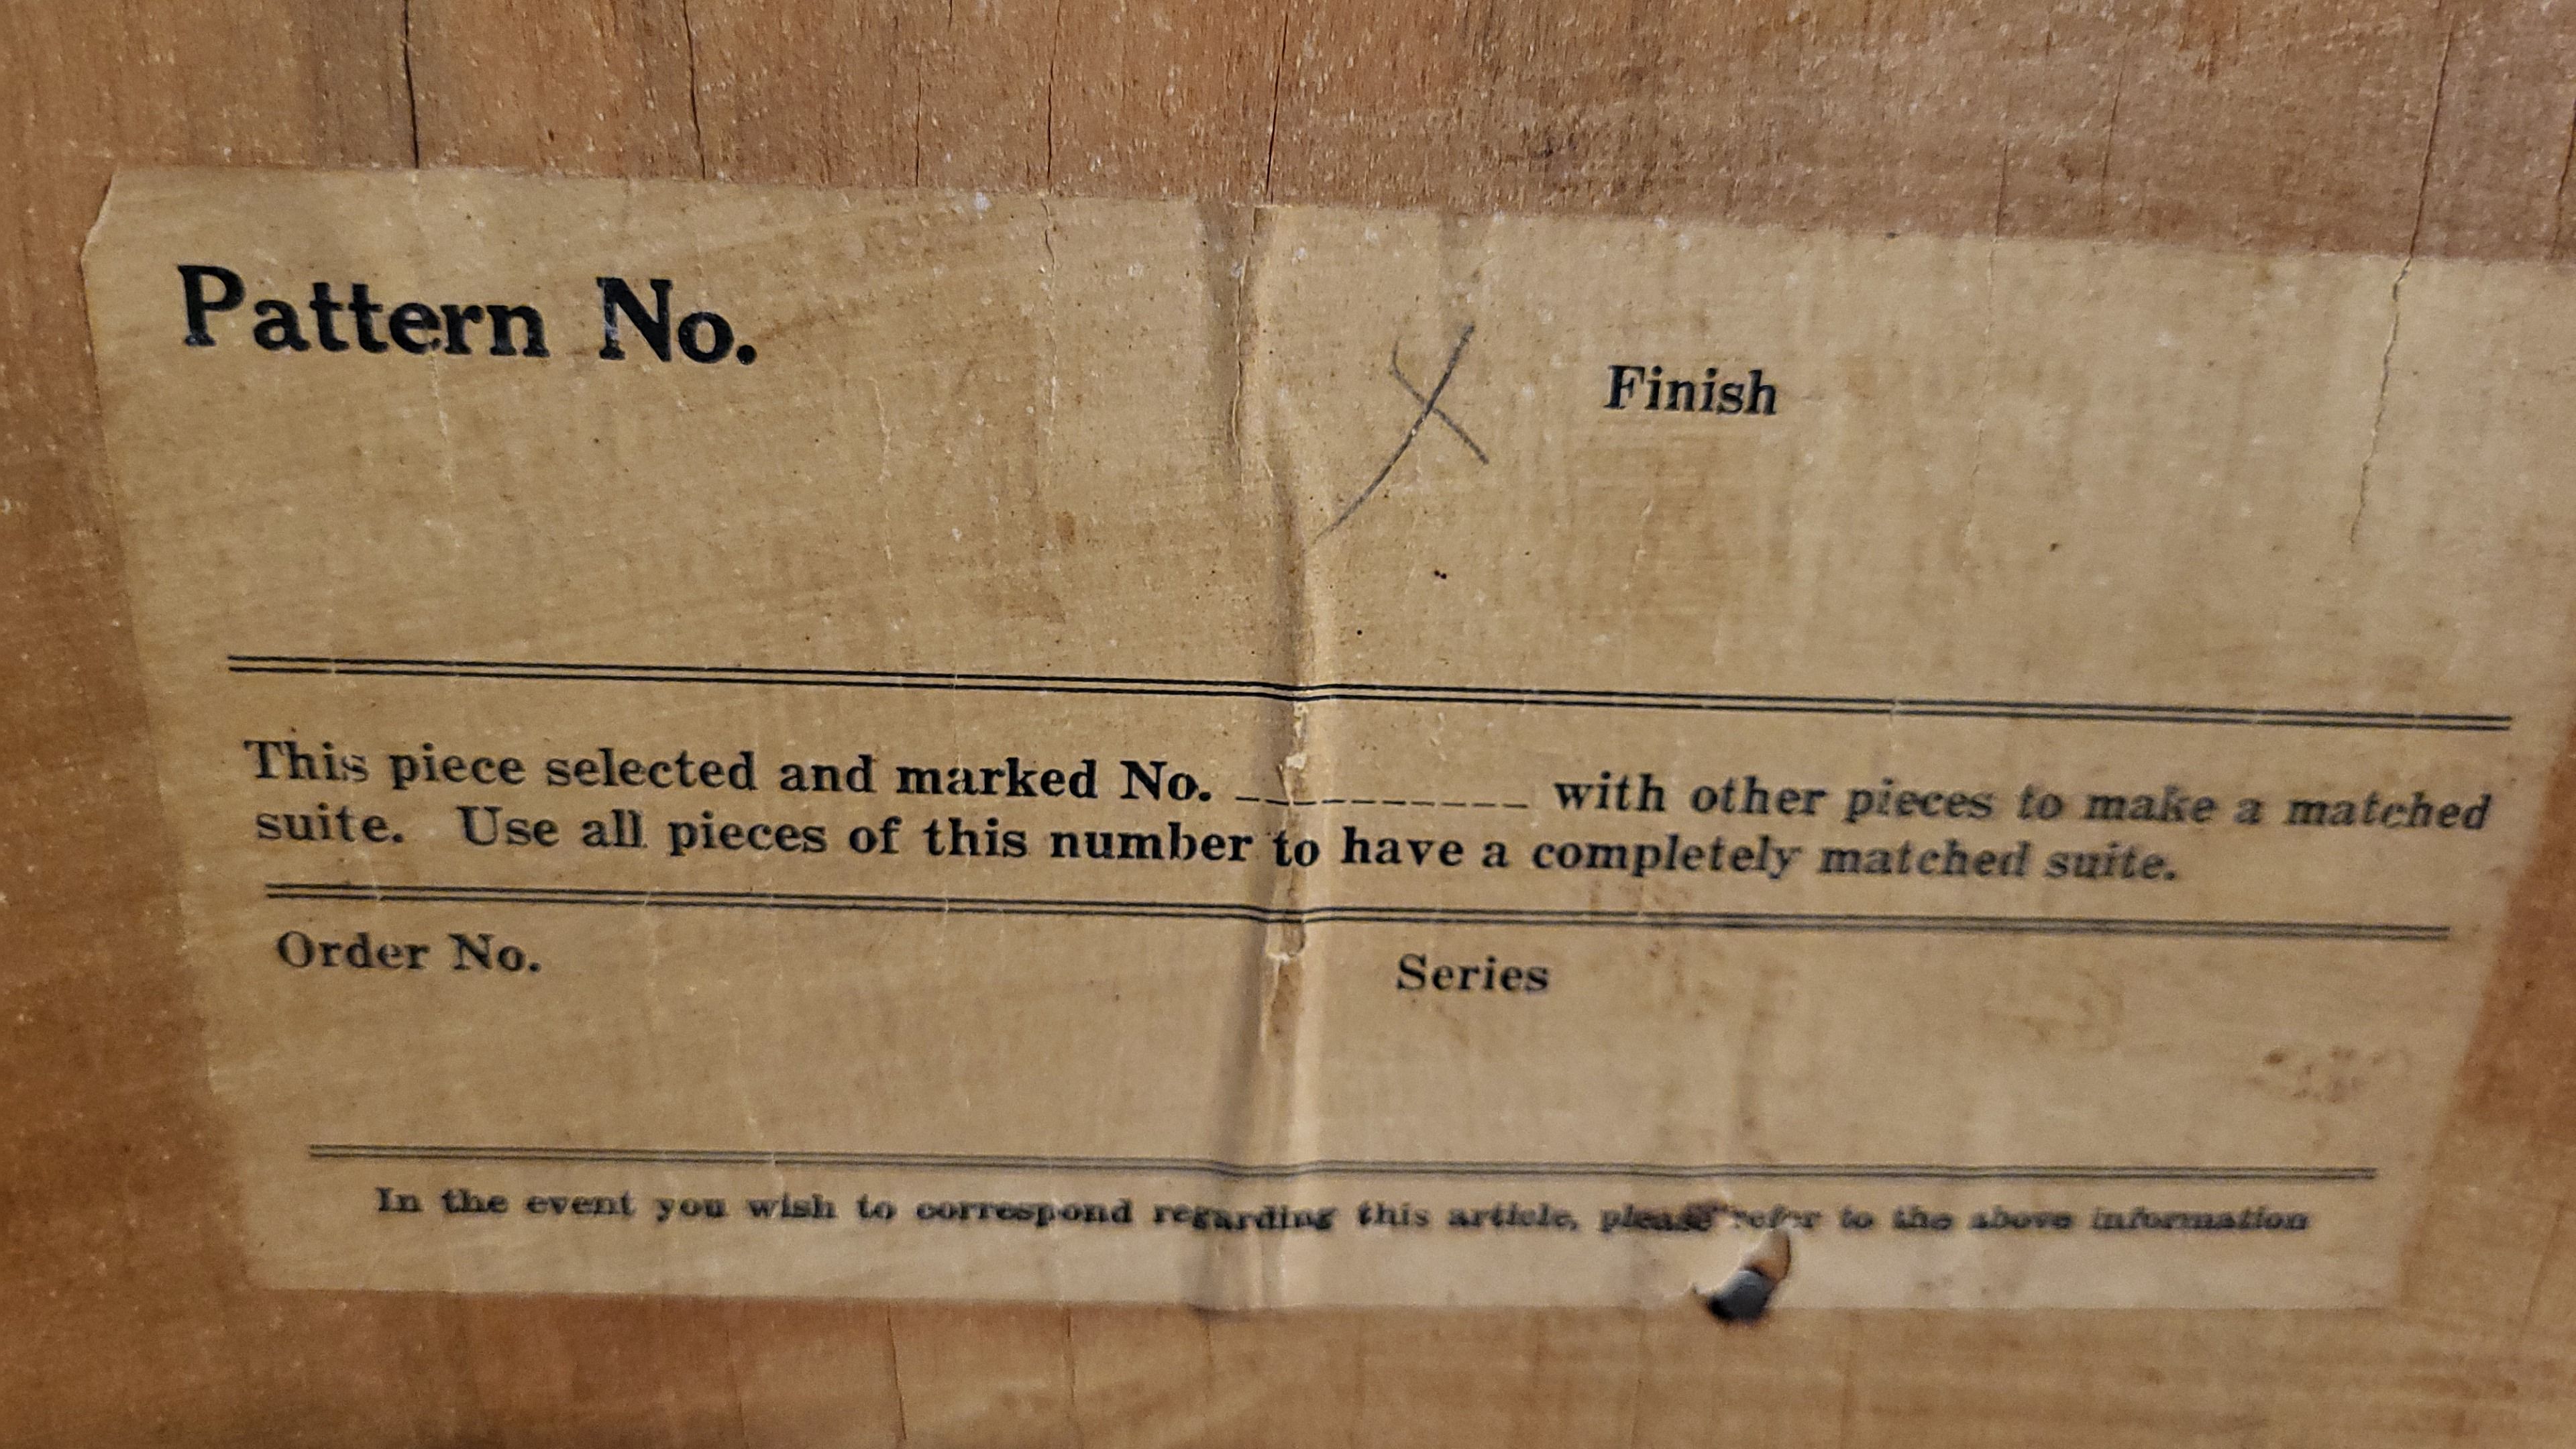 Pattern No.
X
Finish
This piece selected and marked No. __________ with other pieces to make a matched
suite. Use all pieces of this number to have a completely matched suite.
Order No.
Series
In the event you wish to correspond regarding this article, please refer to the above information